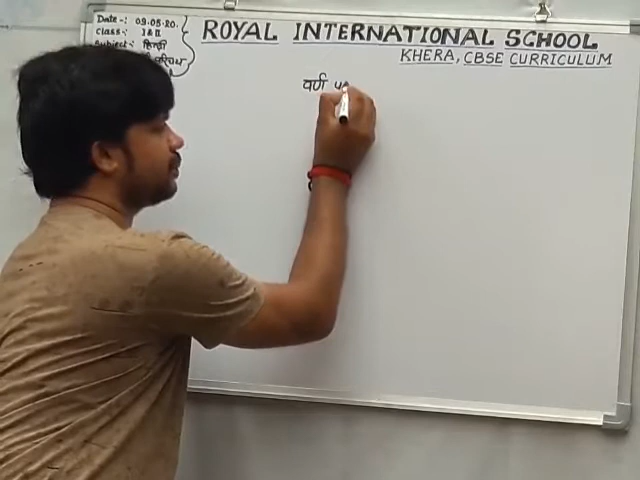 Date-: 09.05.20.
Class-: I & II
Subject-: हिन्दी
ROYAL INTERNATIONAL SCHOOL
KHERA, CBSE CURRICULUM
वर्ण